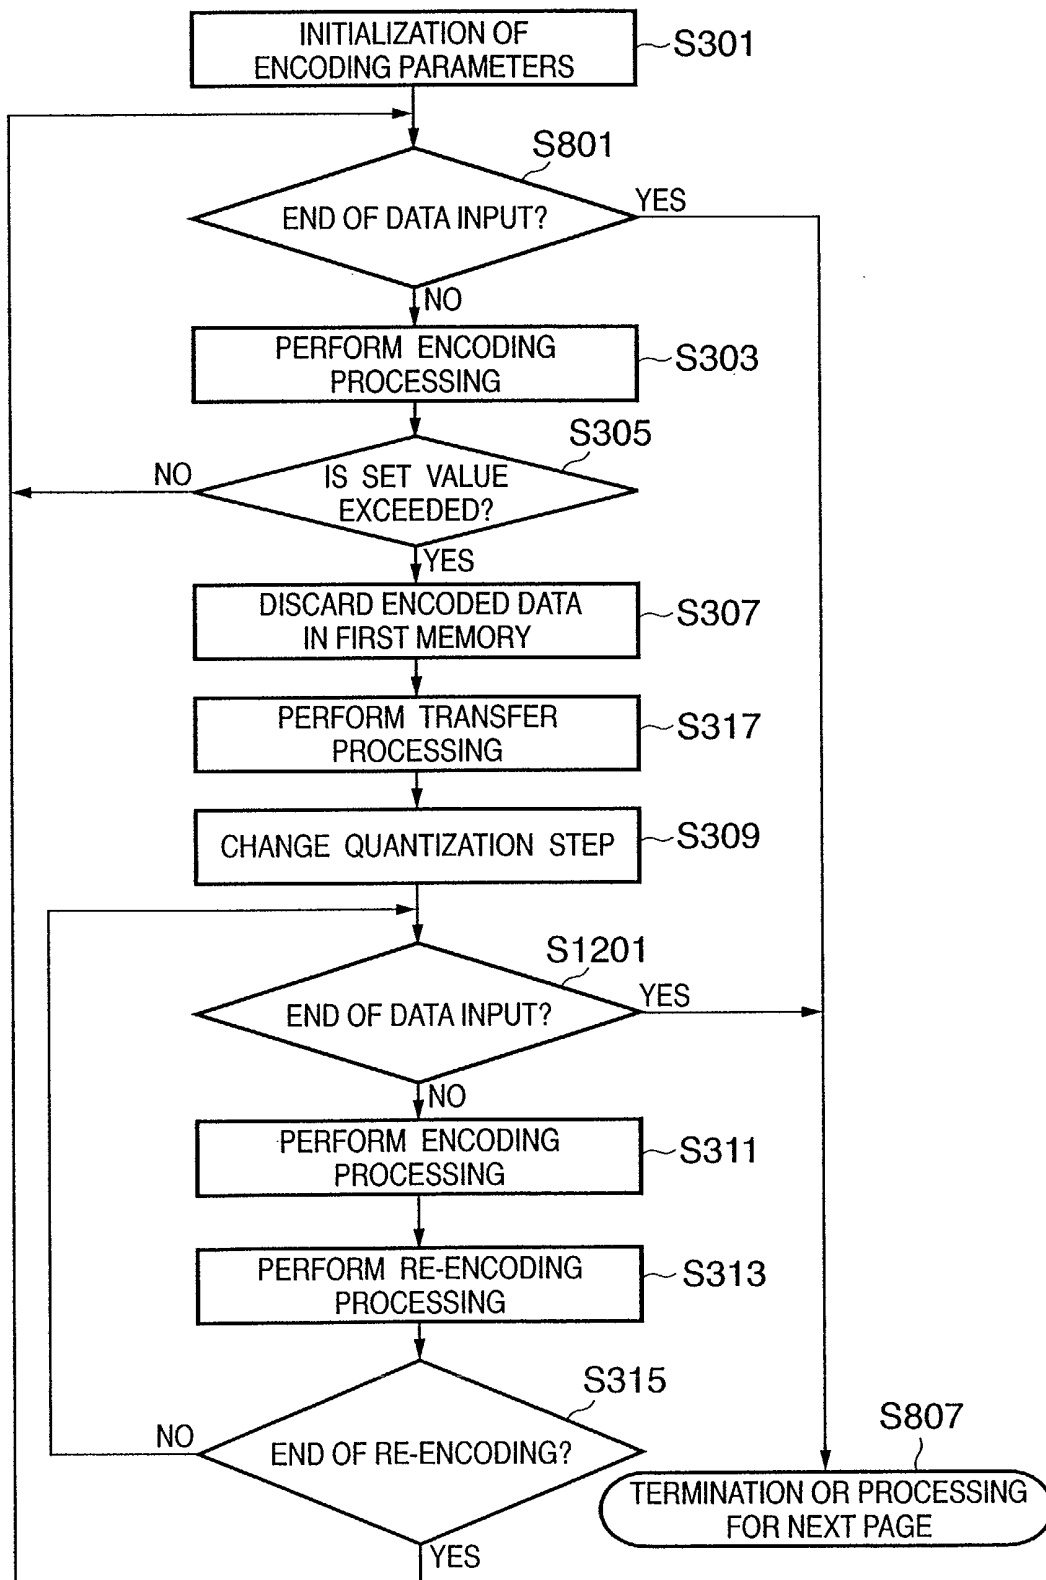 INITIALIZATION OF
ENCODING PARAMETERS
S301
S801
END OF DATA INPUT?
YES
NO
PERFORM ENCODING
PROCESSING
S303
S305
NO
IS SET VALUE
EXCEEDED?
YES
DISCARD ENCODED DATA
IN FIRST MEMORY
S307
PERFORM TRANSFER
PROCESSING
S317
CHANGE QUANTIZATION STEP
S309
S1201
END OF DATA INPUT?
YES
NO
PERFORM ENCODING
PROCESSING
S311
PERFORM RE-ENCODING
PROCESSING
S313
S315
NO
END OF RE-ENCODING?
YES
S807
TERMINATION OR PROCESSING
FOR NEXT PAGE